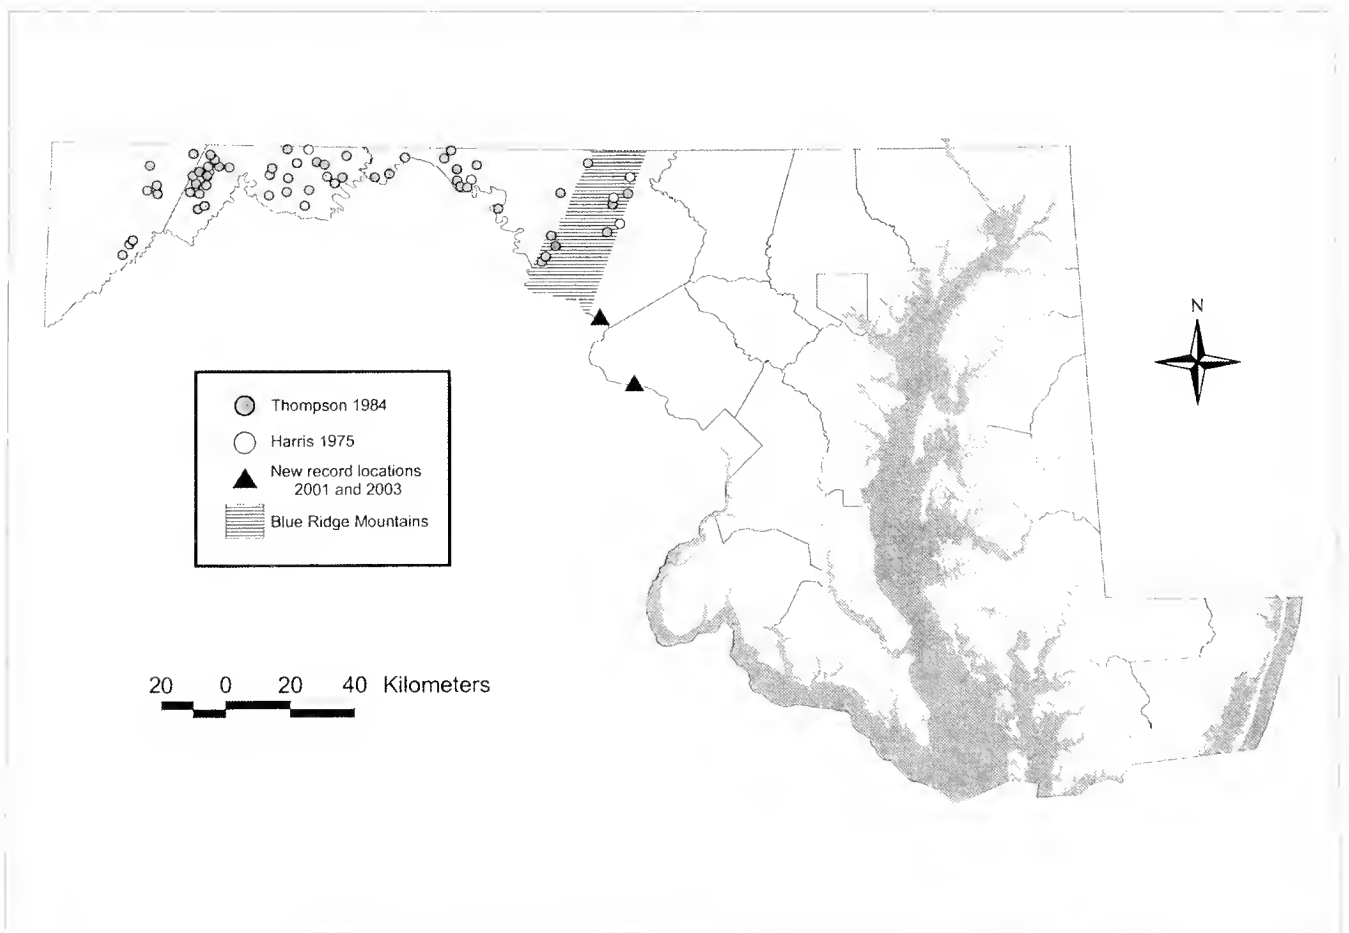 N
Thompson 1984
Harris 1975
New record locations
2001 and 2003
Blue Ridge Mountains
20 0 20 40 Kilometers